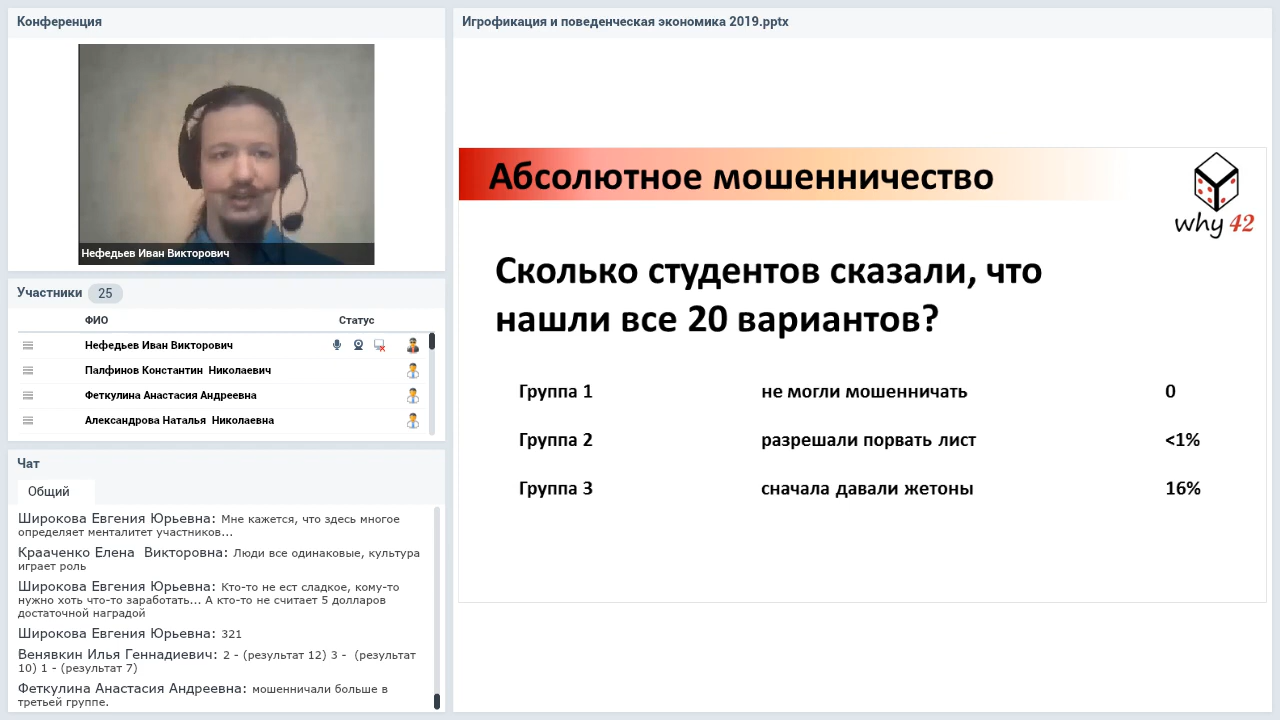 Конференция
Нефедьев Иван Викторович
Участники 25
ФИО Статус
Нефедьев Иван Викторович
Палфинов Константин Николаевич
Феткулина Анастасия Андреевна
Александрова Наталья Николаевна
Чат
Общий
Широкова Евгения Юрьевна: Мне кажется, что здесь многое
определяет менталитет участников...
Крааченко Елена Викторовна: Люди все одинаковые, культура
играет роль
Широкова Евгения Юрьевна: Кто-то не ест сладкое, кому-то
нужно хоть что-то заработать... А кто-то не считает 5 долларов
достаточной наградой
Широкова Евгения Юрьевна: 321
Венявкин Илья Геннадиевич: 2 - (результат 12) 3 - (результат
10) 1 - (результат 7)
Феткулина Анастасия Андреевна: мошенничали больше в
третьей группе.
Игрофикация и поведенческая экономика 2019.pptx
Абсолютное мошенничество
why 42
Сколько студентов сказали, что
нашли все 20 вариантов?
Группа 1 не могли мошенничать 0
Группа 2 разрешали порвать лист <1%
Группа 3 сначала давали жетоны 16%